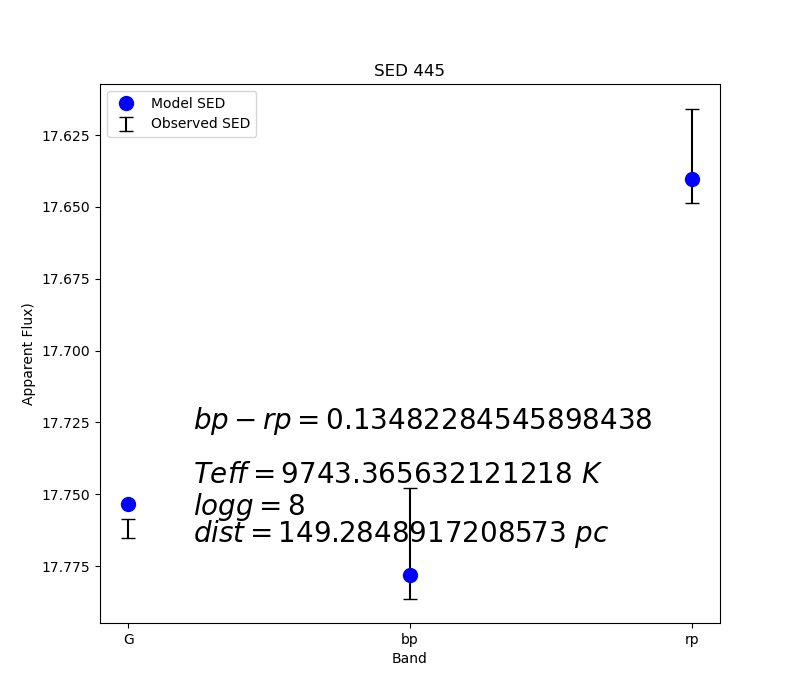 SED 445
Model SED
Observed SED
17.625
17.650
17.675
17.700
17.725
17.750
17.775
Apparent Flux)
bp − rp = 0.13482284545898438
Teff = 9743.365632121218 K
logg = 8
dist = 149.2848917208573 pc
G
bp
rp
Band